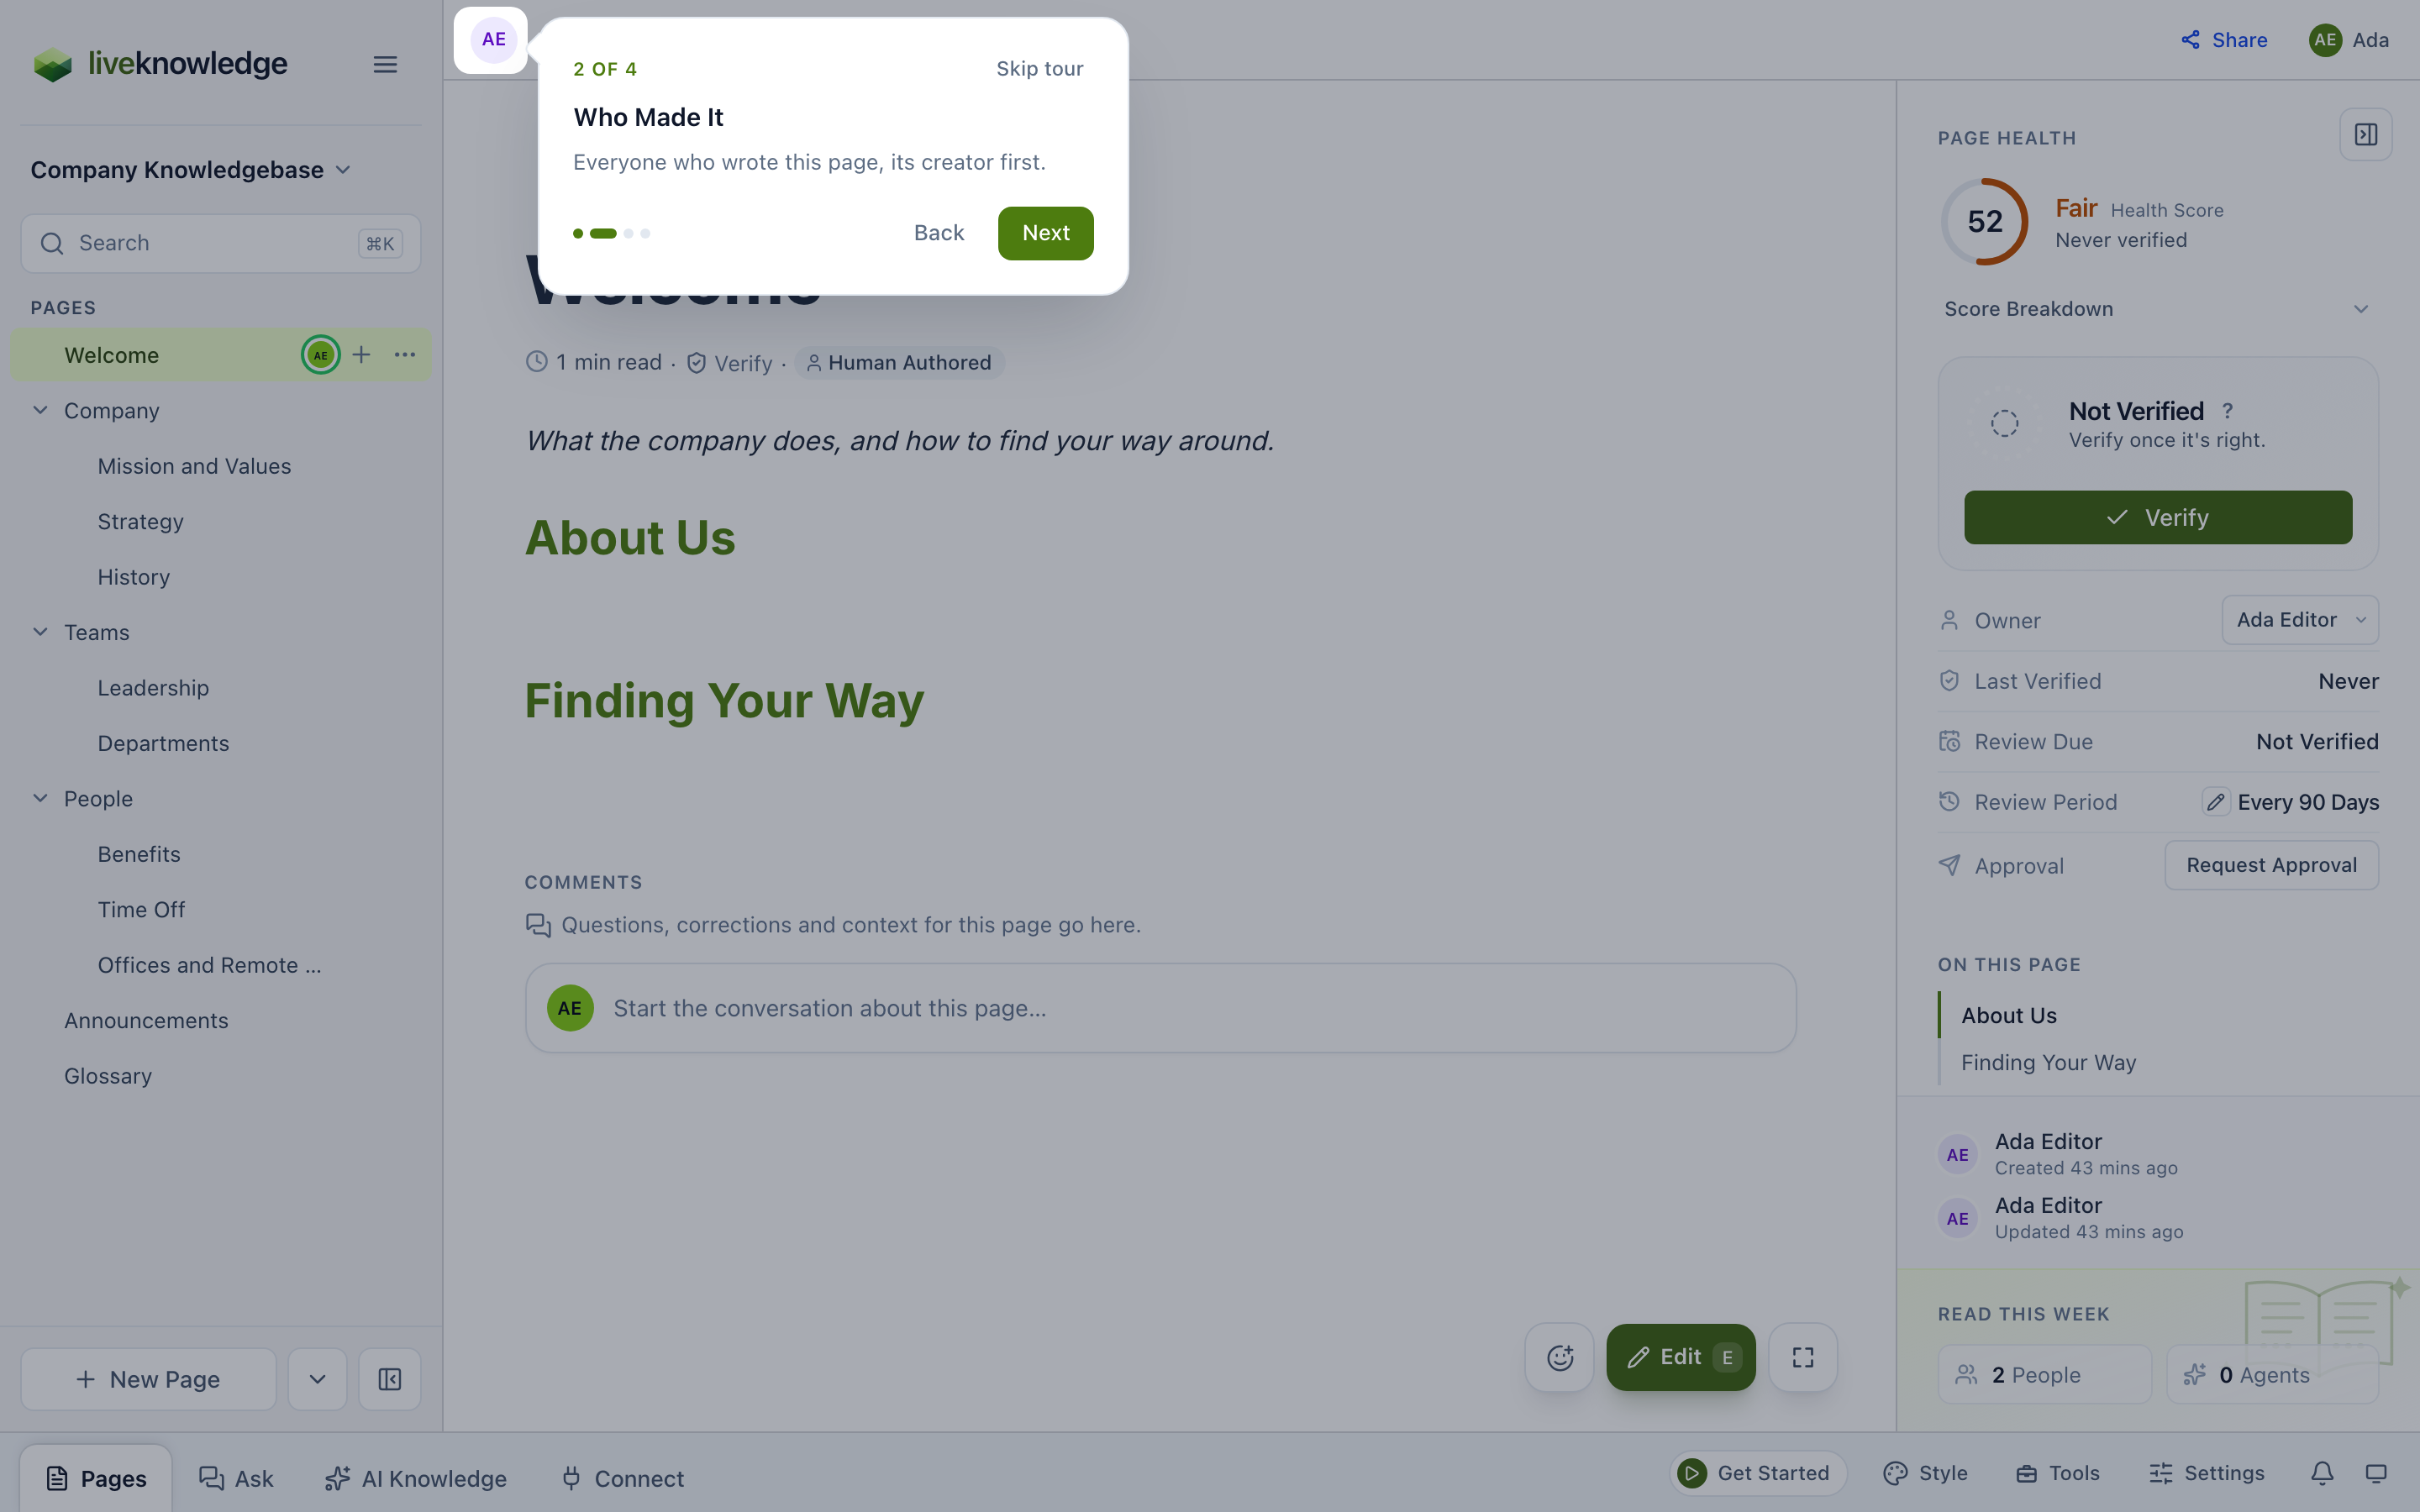 liveknowledge
Company Knowledgebase
Search
⌘K
PAGES
Welcome
AE
Company
Mission and Values
Strategy
History
Teams
Leadership
Departments
People
Benefits
Time Off
Offices and Remote ...
Announcements
Glossary
New Page
AE
2 OF 4
Skip tour
Who Made It
Everyone who wrote this page, its creator first.
Back
Next
Share
AE Ada
Welcome
1 min read · Verify · Human Authored
What the company does, and how to find your way around.
About Us
Finding Your Way
COMMENTS
Questions, corrections and context for this page go here.
AE
Start the conversation about this page...
Edit E
PAGE HEALTH
52
Fair Health Score
Never verified
Score Breakdown
Not Verified ?
Verify once it's right.
Verify
Owner Ada Editor
Last Verified Never
Review Due Not Verified
Review Period Every 90 Days
Approval Request Approval
ON THIS PAGE
About Us
Finding Your Way
AE Ada Editor
Created 43 mins ago
AE Ada Editor
Updated 43 mins ago
READ THIS WEEK
2 People
0 Agents
Pages
Ask
AI Knowledge
Connect
Get Started
Style
Tools
Settings